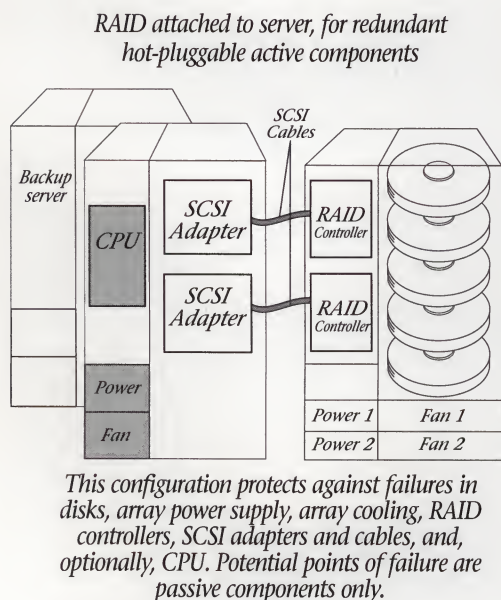 RAID attached to server, for redundant
hot-pluggable active components
SCSI
Cables
Backup
server
CPU
SCSI
Adapter
RAID
Controller
SCSI
Adapter
RAID
Controller
Power
Fan
Power 1
Fan 1
Power 2
Fan 2
This configuration protects against failures in
disks, array power supply, array cooling, RAID
controllers, SCSI adapters and cables, and,
optionally, CPU. Potential points of failure are
passive components only.